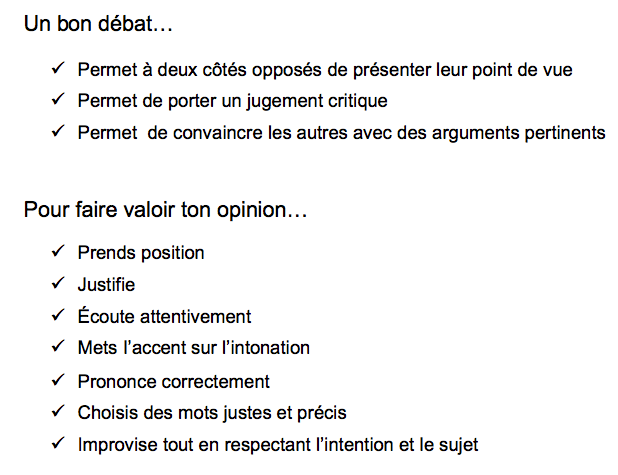 Un bon débat…
✓ Permet à deux côtés opposés de présenter leur point de vue
✓ Permet de porter un jugement critique
✓ Permet  de convaincre les autres avec des arguments pertinents
Pour faire valoir ton opinion…
✓ Prends position
✓ Justifie
✓ Écoute attentivement
✓ Mets l’accent sur l’intonation
✓ Prononce correctement
✓ Choisis des mots justes et précis
✓ Improvise tout en respectant l’intention et le sujet